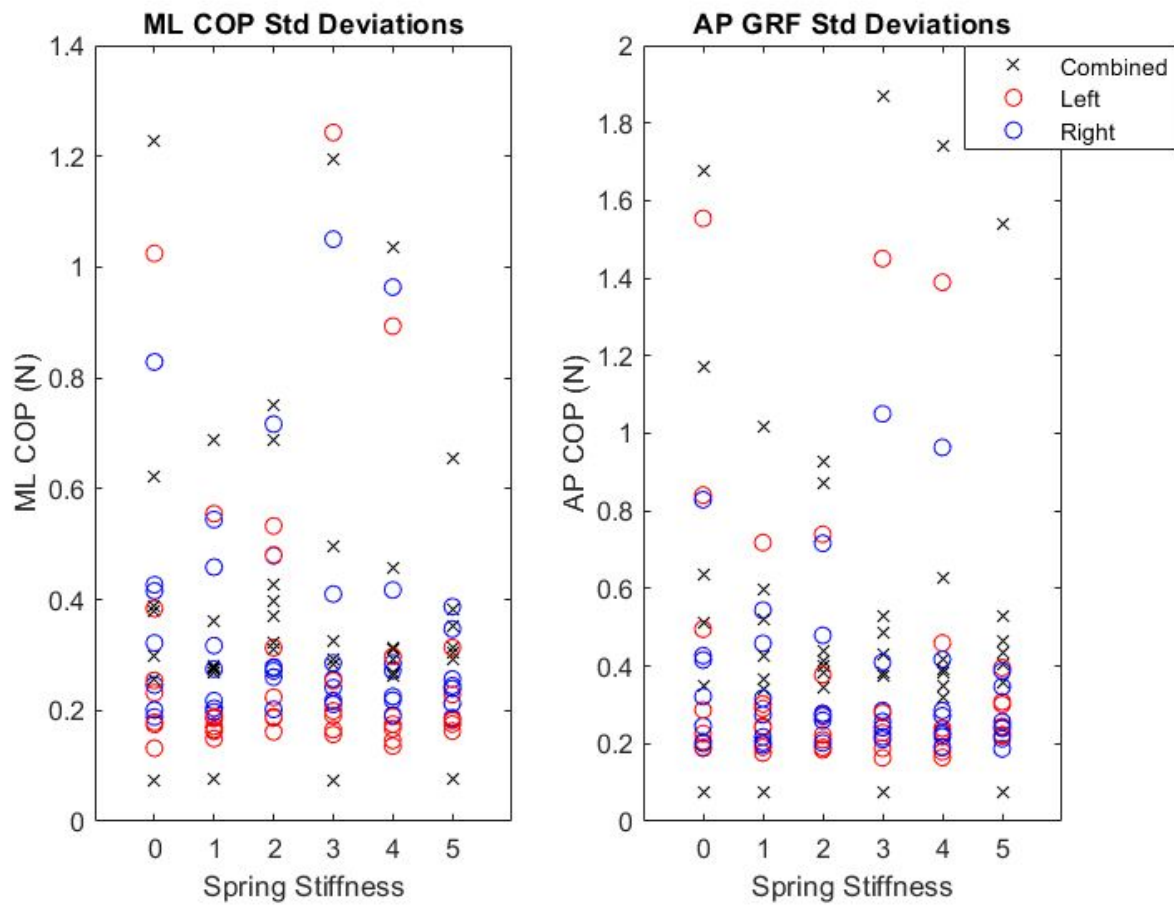 ML COP Std Deviations
1.4
1.2
1
0.8
0.6
0.4
0.2
0
ML COP (N)
0 1 2 3 4 5
Spring Stiffness
AP GRF Std Deviations
2
1.8
1.6
1.4
1.2
1
0.8
0.6
0.4
0.2
0
AP COP (N)
0 1 2 3 4 5
Spring Stiffness
Combined
Left
Right